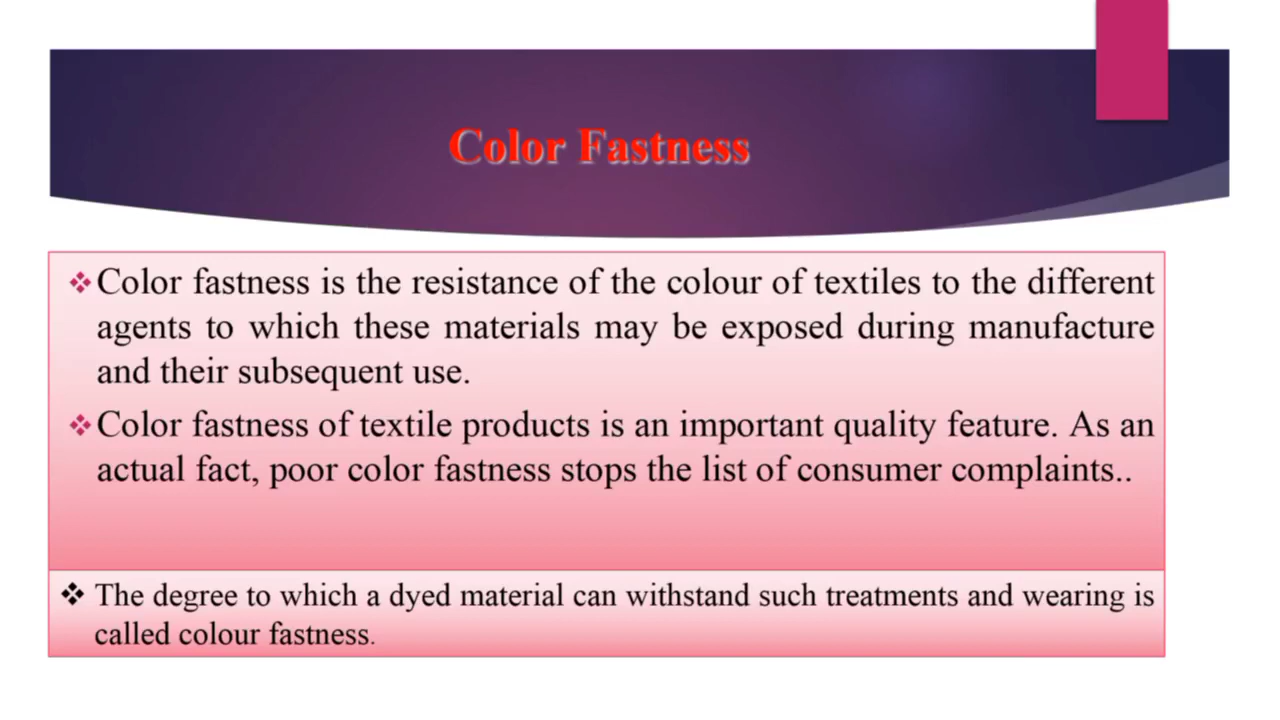 Color Fastness
❖Color fastness is the resistance of the colour of textiles to the different
agents to which these materials may be exposed during manufacture
and their subsequent use.
❖Color fastness of textile products is an important quality feature. As an
actual fact, poor color fastness stops the list of consumer complaints..
❖ The degree to which a dyed material can withstand such treatments and wearing is
called colour fastness.